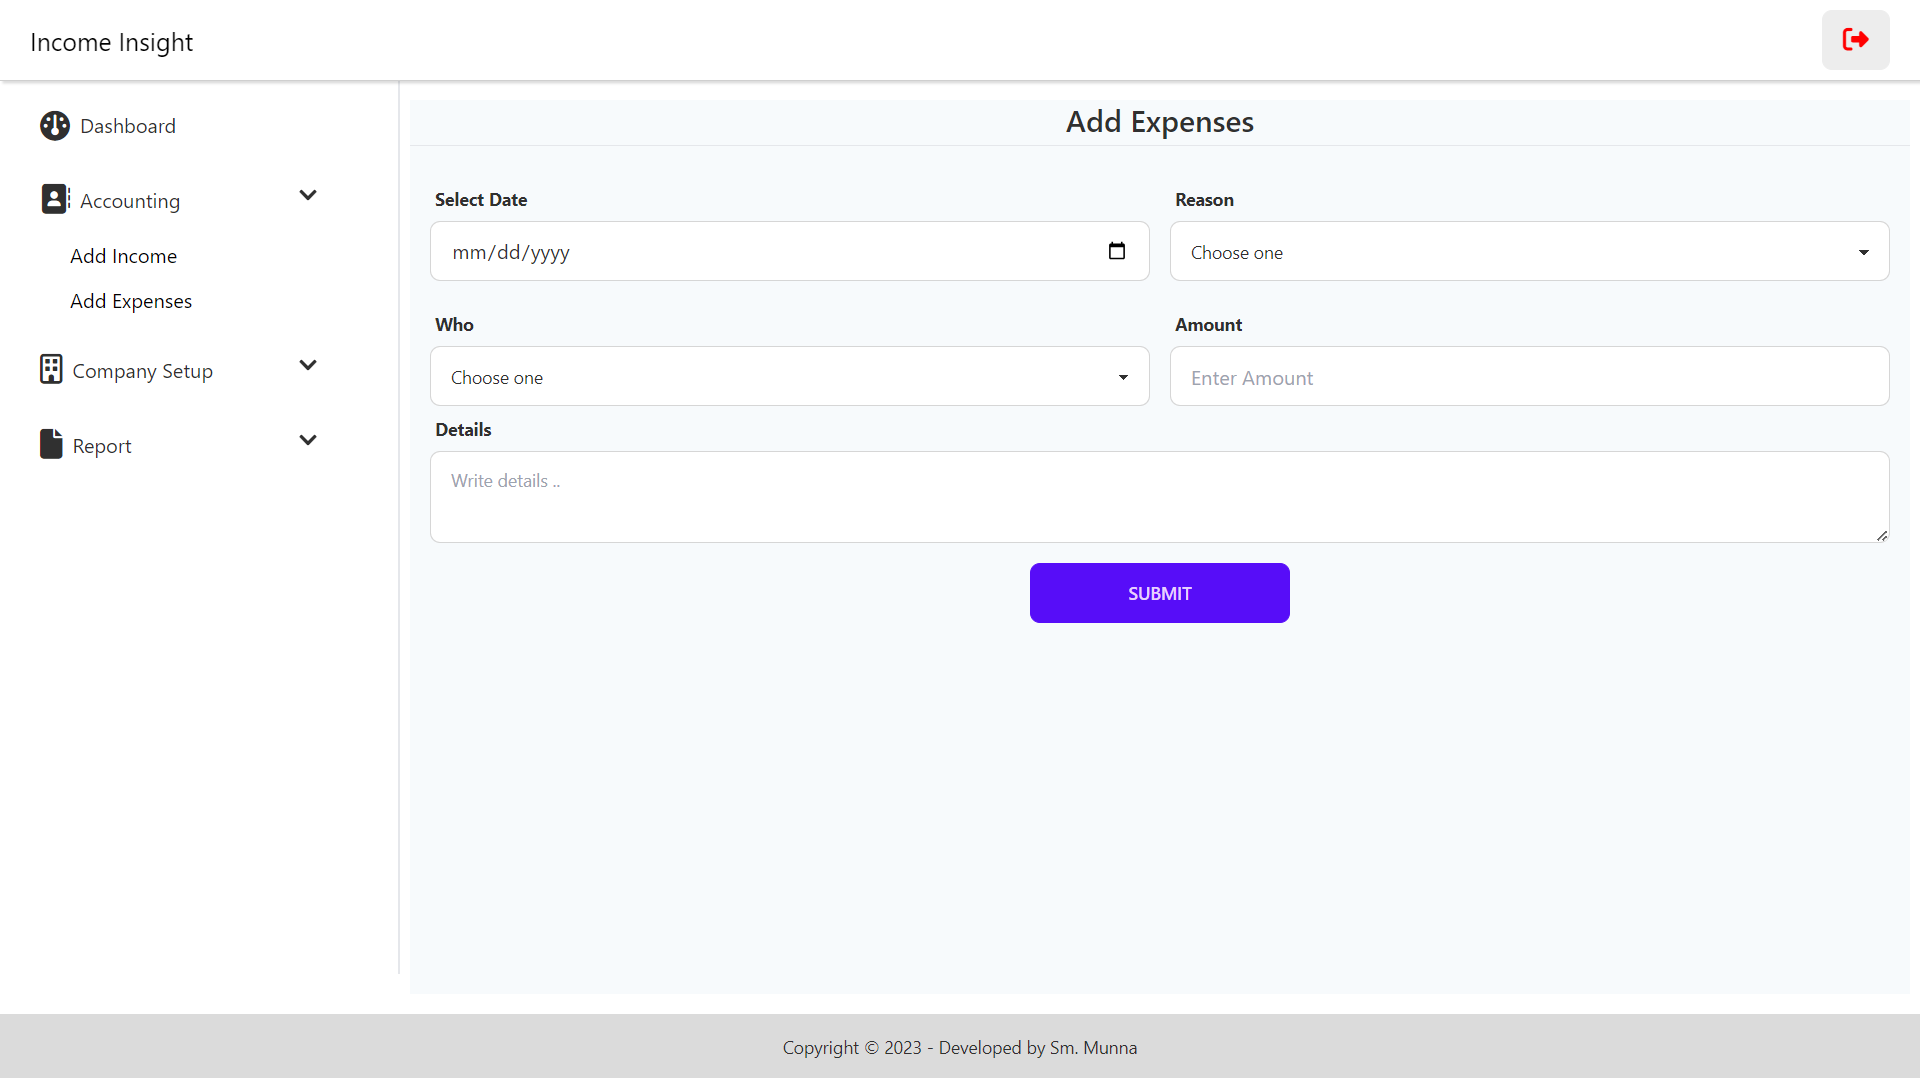 Income Insight
Dashboard
Accounting
Add Income
Add Expenses
Company Setup
Report
Add Expenses
Select Date
Reason
mm/dd/yyyy
Choose one
Who
Amount
Choose one
Enter Amount
Details
Write details ..
SUBMIT
Copyright © 2023 - Developed by Sm. Munna